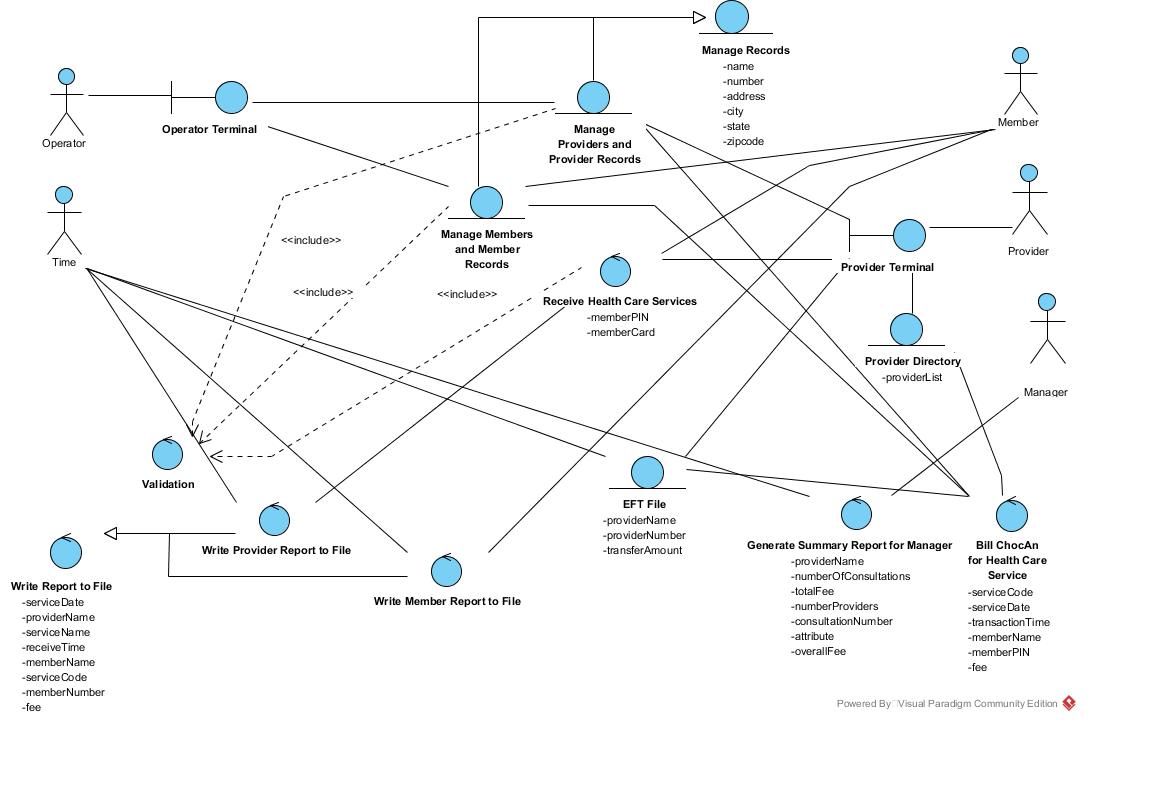 Manage Records
-name
-number
-address
-city
-state
-zipcode
Operator
Operator Terminal
Manage
Providers and
Provider Records
Member
Time
Manage Members
and Member
Records
<<include>>
<<include>>
<<include>>
Provider
Provider Terminal
Receive Health Care Services
-memberPIN
-memberCard
Provider Directory
-providerList
Manager
Validation
EFT File
-providerName
-providerNumber
-transferAmount
Write Provider Report to File
Generate Summary Report for Manager
-providerName
-numberOfConsultations
-totalFee
-numberProviders
-consultationNumber
-attribute
-overallFee
Bill ChocAn
for Health Care
Service
-serviceCode
-serviceDate
-transactionTime
-memberName
-memberPIN
-fee
Write Report to File
-serviceDate
-providerName
-serviceName
-receiveTime
-memberName
-serviceCode
-memberNumber
-fee
Write Member Report to File
Powered By Visual Paradigm Community Edition